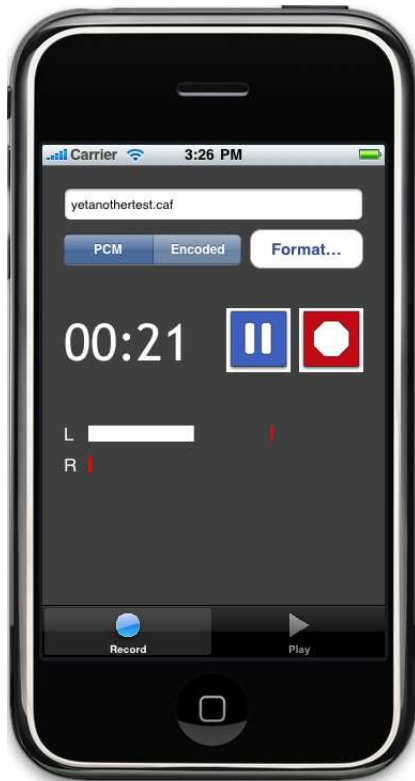 Carrier 3:26 PM
yetanothertest.caf
PCM Encoded Format...
00:21
L
R
Record Play